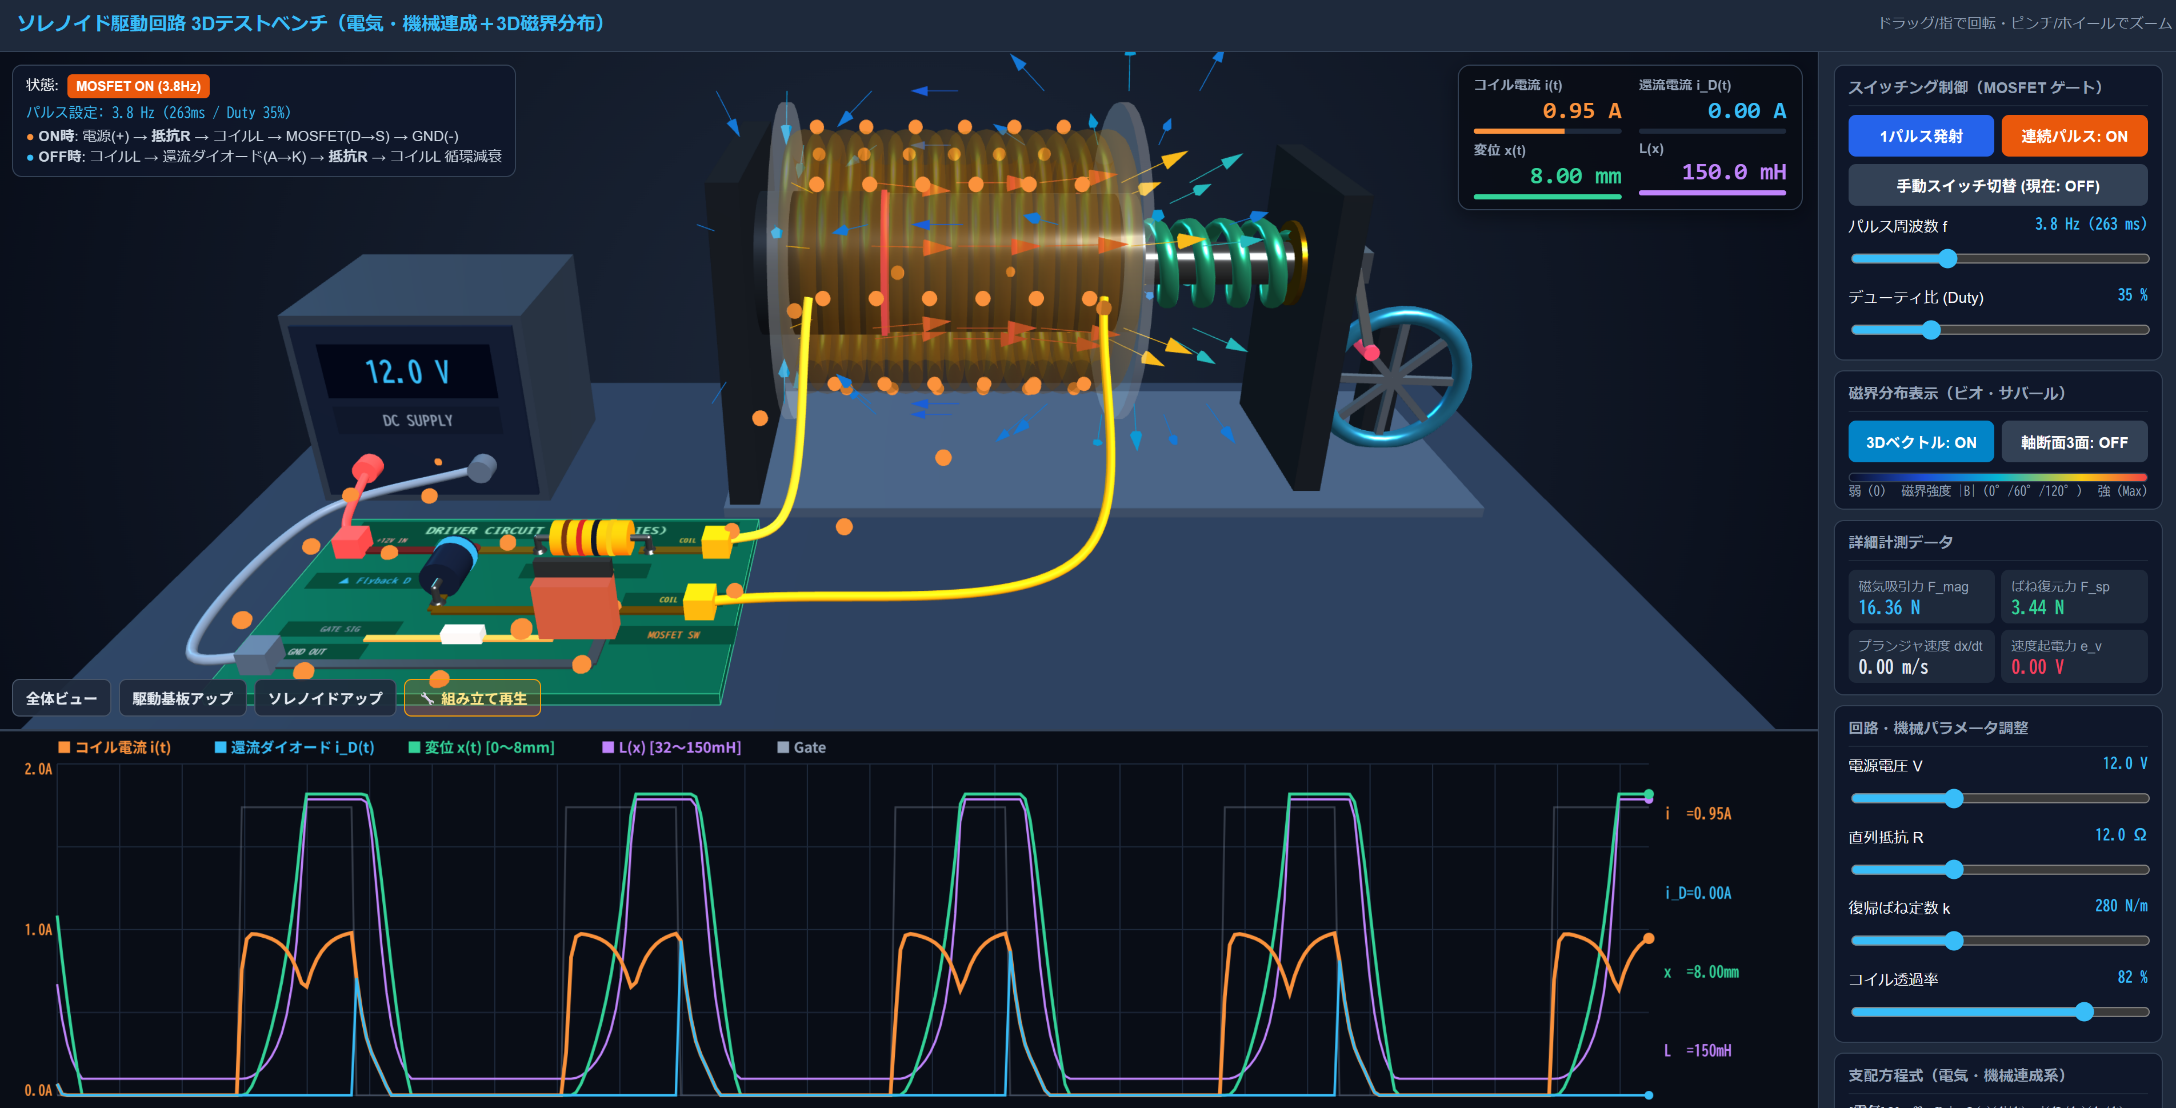 ソレノイド駆動回路 3Dテストベンチ（電気・機械連成＋3D磁界分布）
ドラッグ/指で回転・ピンチ/ホイールでズーム
状態: MOSFET ON (3.8Hz)
パルス設定: 3.8 Hz (263ms / Duty 35%)
● ON時: 電源(+) → 抵抗R → コイルL → MOSFET(D→S) → GND(-)
● OFF時: コイルL → 還流ダイオード(A→K) → 抵抗R → コイルL 循環減衰
コイル電流 i(t)
0.95 A
還流電流 i_D(t)
0.00 A
変位 x(t)
8.00 mm
L(x)
150.0 mH
12.0 V
DC SUPPLY
DRIVER CIRCUIT
IES)
+12V IN
COIL
Flyback D
COIL
GATE SIG
MOSFET SW
GND OUT
全体ビュー
駆動基板アップ
ソレノイドアップ
🔧 組み立て再生
コイル電流 i(t)
還流ダイオード i_D(t)
変位 x(t) [0〜8mm]
L(x) [32〜150mH]
Gate
2.0A
1.0A
0.0A
i =0.95A
i_D=0.00A
x =8.00mm
L =150mH
スイッチング制御（MOSFET ゲート）
1パルス発射
連続パルス: ON
手動スイッチ切替 (現在: OFF)
パルス周波数 f
3.8 Hz (263 ms)
デューティ比 (Duty)
35 %
磁界分布表示（ビオ・サバール）
3Dベクトル: ON
軸断面3面: OFF
弱 (0)
磁界強度 |B| (0°/60°/120°)
強 (Max)
詳細計測データ
磁気吸引力 F_mag
16.36 N
ばね復元力 F_sp
3.44 N
プランジャ速度 dx/dt
0.00 m/s
速度起電力 e_v
0.00 V
回路・機械パラメータ調整
電源電圧 V
12.0 V
直列抵抗 R
12.0 Ω
復帰ばね定数 k
280 N/m
コイル透過率
82 %
支配方程式（電気・機械連成系）